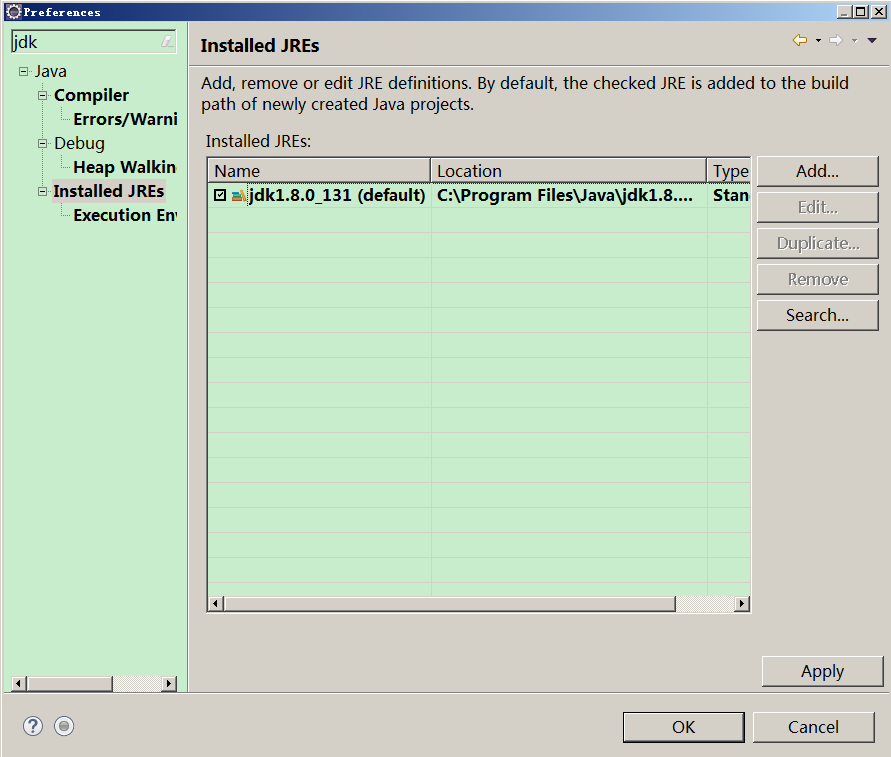 Preferences
jdk
Java
Compiler
Errors/Warni
Debug
Heap Walkin
Installed JREs
Execution Env
Installed JREs
Add, remove or edit JRE definitions. By default, the checked JRE is added to the build
path of newly created Java projects.
Installed JREs:
Name Location Type
jdk1.8.0_131 (default) C:\Program Files\Java\jdk1.8.... Stan
Add...
Edit...
Duplicate...
Remove
Search...
Apply
?
OK Cancel